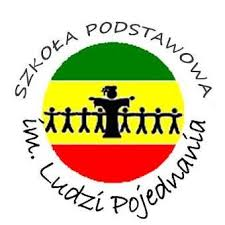 SZKOŁA PODSTAWOWA
im. Ludzi Pojednania